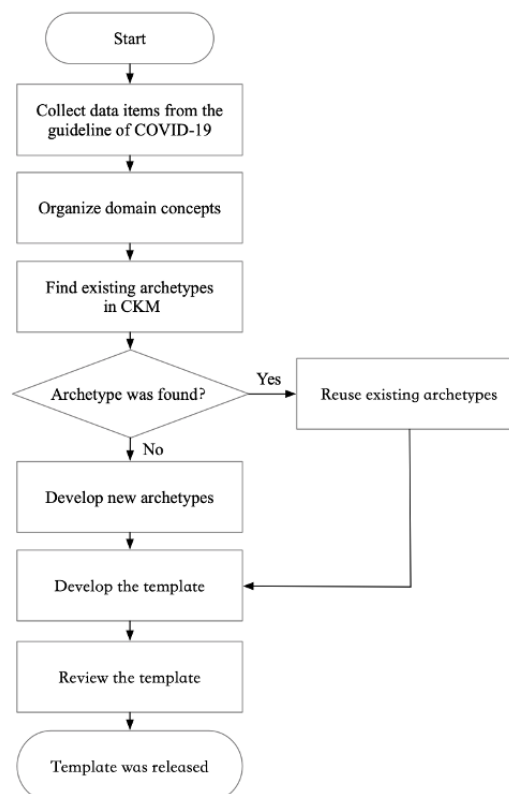 Start
Collect data items from the
guideline of COVID-19
Organize domain concepts
Find existing archetypes
in CKM
Archetype was found?
Yes
Reuse existing archetypes
No
Develop new archetypes
Develop the template
Review the template
Template was released